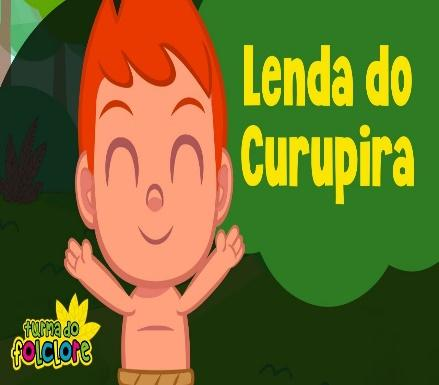 Lenda do
Curupira
turma do
folclore